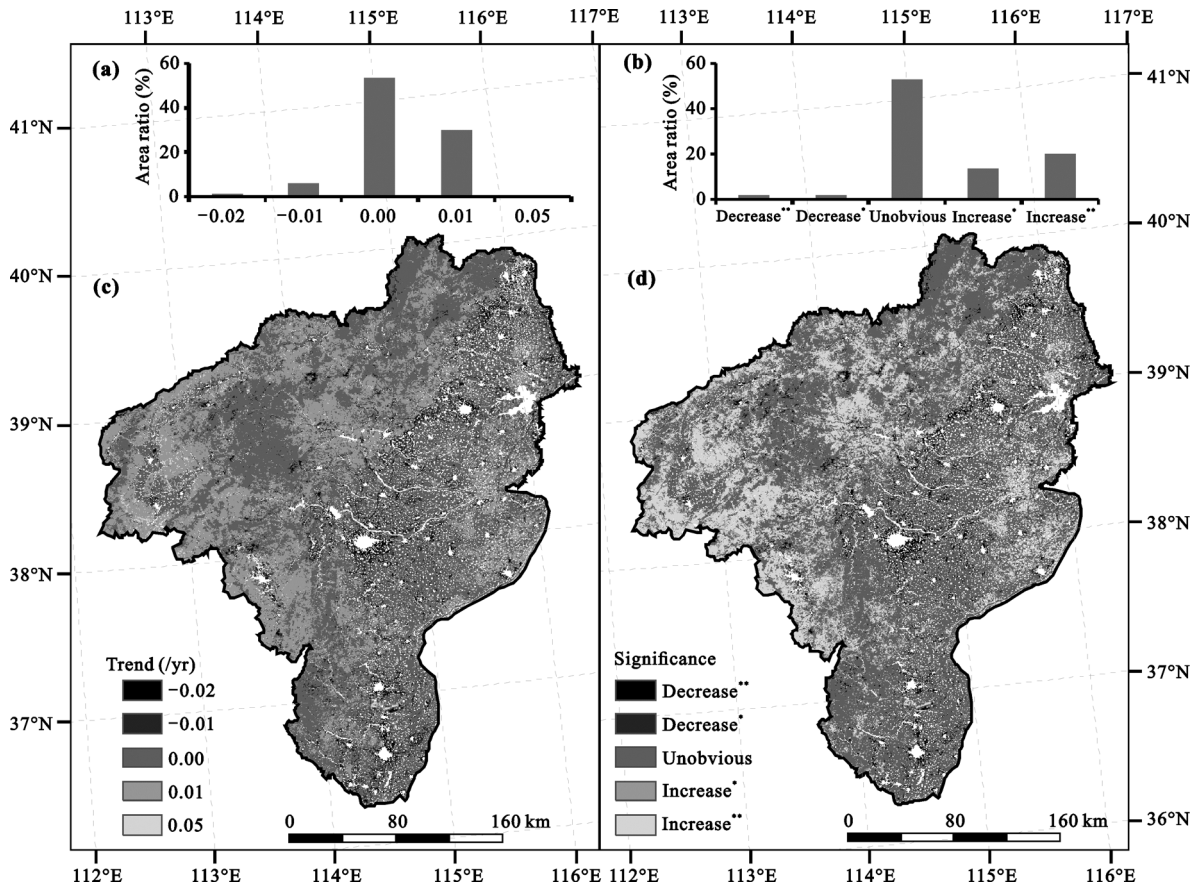 113°E 114°E 115°E 116°E 117°E 113°E 114°E 115°E 116°E 117°E
(a)
Area ratio (%)
60
40
20
0
−0.02 −0.01 0.00 0.01 0.05
(b)
Area ratio (%)
60
40
20
0
Decrease** Decrease* Unobvious Increase* Increase**
41°N
40°N
39°N
38°N
37°N
41°N
40°N
39°N
38°N
37°N
36°N
(c)
Trend (/yr)
−0.02
−0.01
0.00
0.01
0.05
0 80 160 km
(d)
Significance
Decrease**
Decrease*
Unobvious
Increase*
Increase**
0 80 160 km
112°E 113°E 114°E 115°E 116°E 112°E 113°E 114°E 115°E 116°E